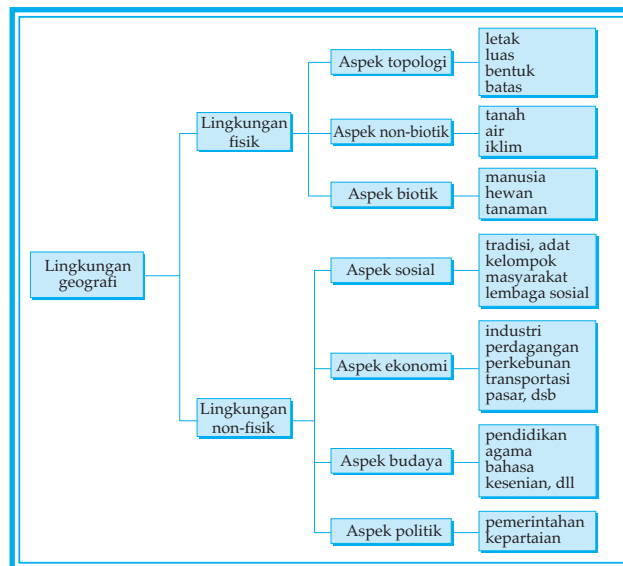 Lingkungan
geografi
Lingkungan
fisik
Aspek topologi
letak
luas
bentuk
batas
Aspek non-biotik
tanah
air
iklim
Aspek biotik
manusia
hewan
tanaman
Lingkungan
non-fisik
Aspek sosial
tradisi, adat
kelompok
masyarakat
lembaga sosial
Aspek ekonomi
industri
perdagangan
perkebunan
transportasi
pasar, dsb
Aspek budaya
pendidikan
agama
bahasa
kesenian, dll
Aspek politik
pemerintahan
kepartaian